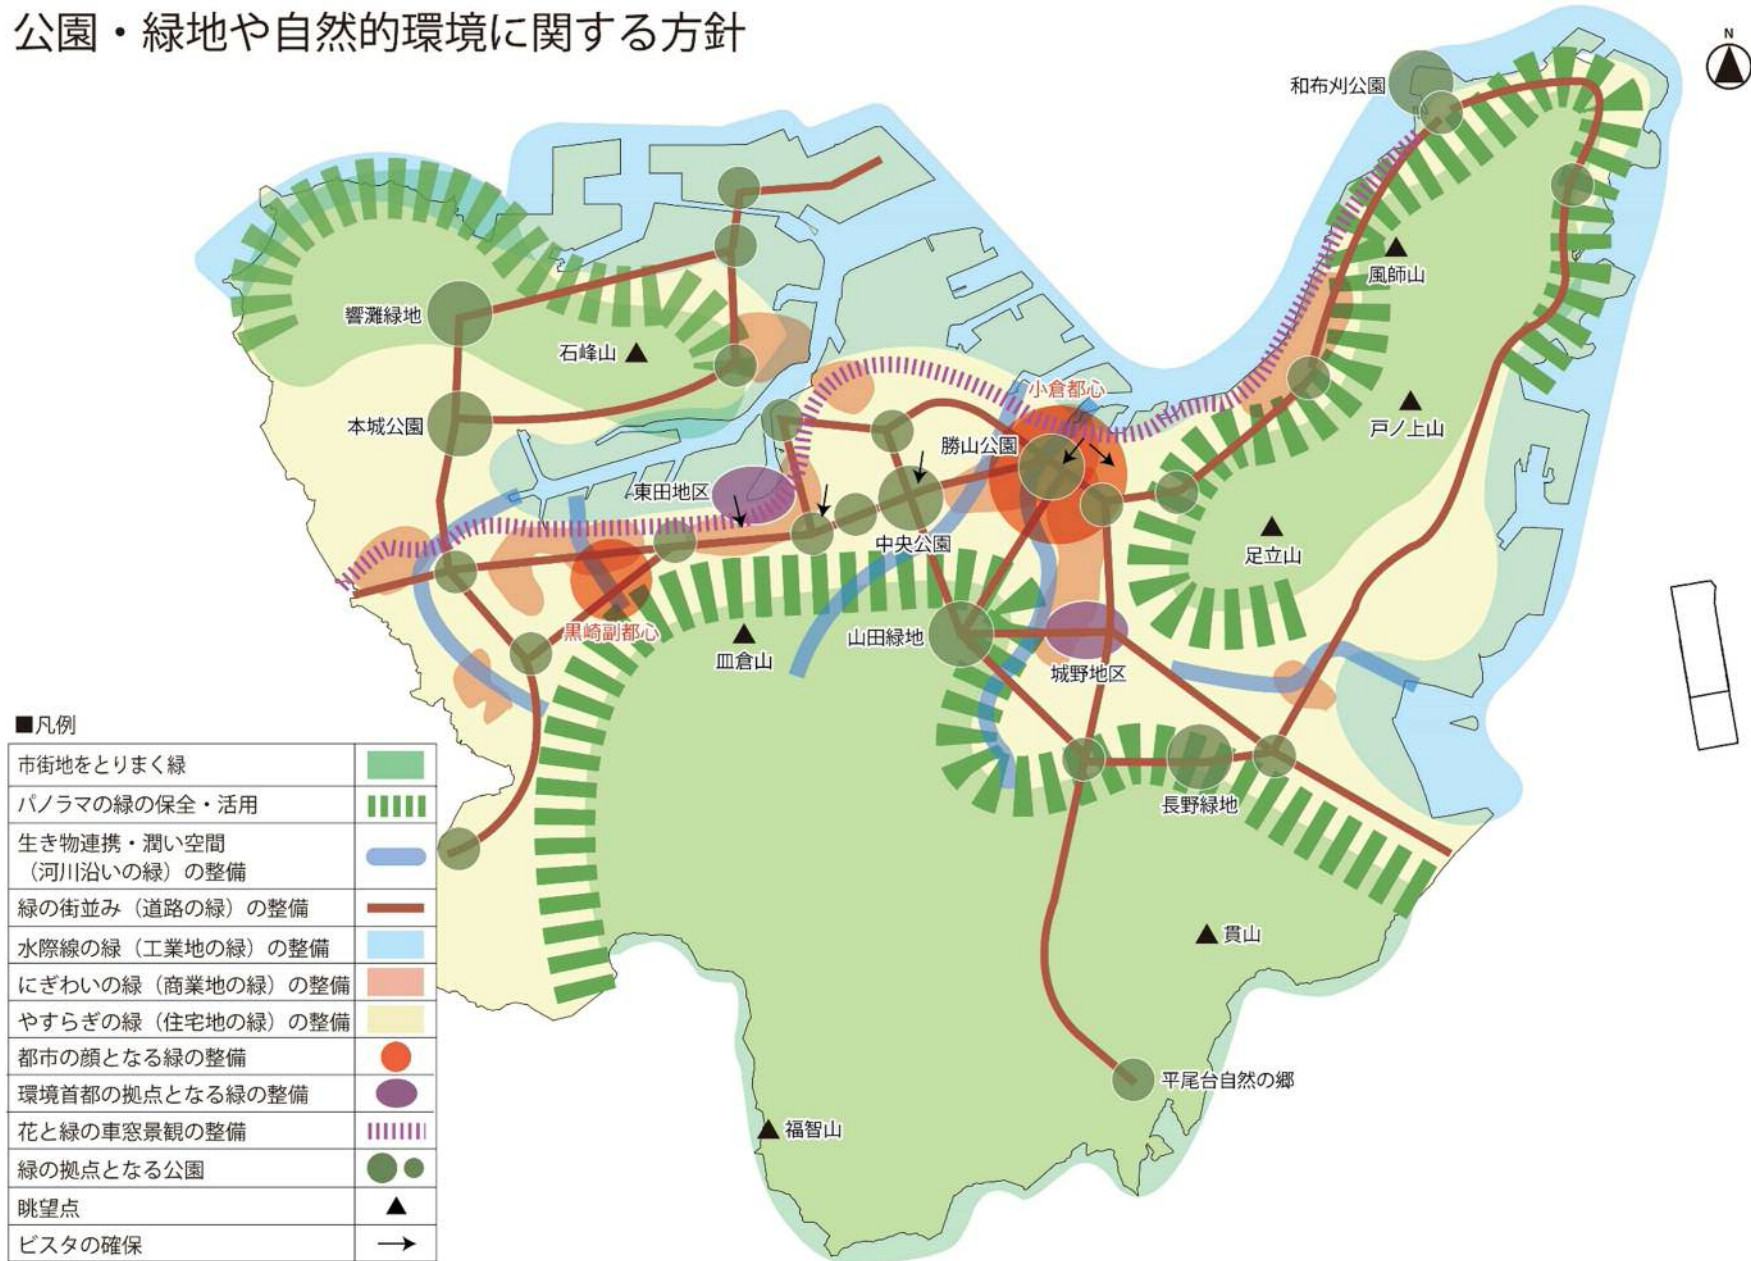 公園・緑地や自然的環境に関する方針
N
和布刈公園
風師山
響灘緑地
石峰山
小倉都心
戸ノ上山
本城公園
勝山公園
東田地区
中央公園
足立山
黒崎副都心
皿倉山
山田緑地
城野地区
長野緑地
貫山
平尾台自然の郷
福智山
■凡例
市街地をとりまく緑
パノラマの緑の保全・活用
生き物連携・潤い空間
（河川沿いの緑）の整備
緑の街並み（道路の緑）の整備
水際線の緑（工業地の緑）の整備
にぎわいの緑（商業地の緑）の整備
やすらぎの緑（住宅地の緑）の整備
都市の顔となる緑の整備
環境首都の拠点となる緑の整備
花と緑の車窓景観の整備
緑の拠点となる公園
眺望点
ビスタの確保